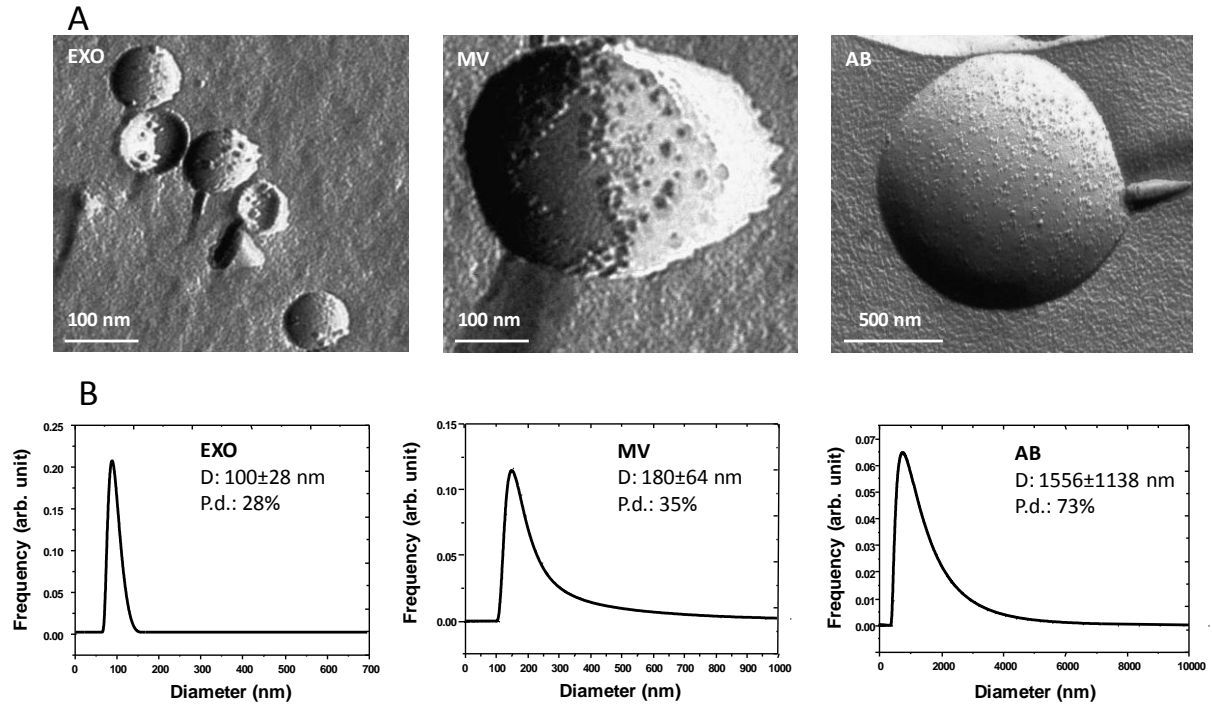 A
EXO
100 nm
MV
100 nm
AB
500 nm
B
Frequency (arb. unit)
0.25
0.20
0.15
0.10
0.05
0.00
EXO
D: 100±28 nm
P.d.: 28%
0 100 200 300 400 500 600 700
Diameter (nm)
Frequency (arb. unit)
0.15
0.10
0.05
0.00
MV
D: 180±64 nm
P.d.: 35%
0 100 200 300 400 500 600 700 800 900 1000
Diameter (nm)
Frequency (arb. unit)
0.07
0.06
0.05
0.04
0.03
0.02
0.01
0.00
AB
D: 1556±1138 nm
P.d.: 73%
0 2000 4000 6000 8000 10000
Diameter (nm)